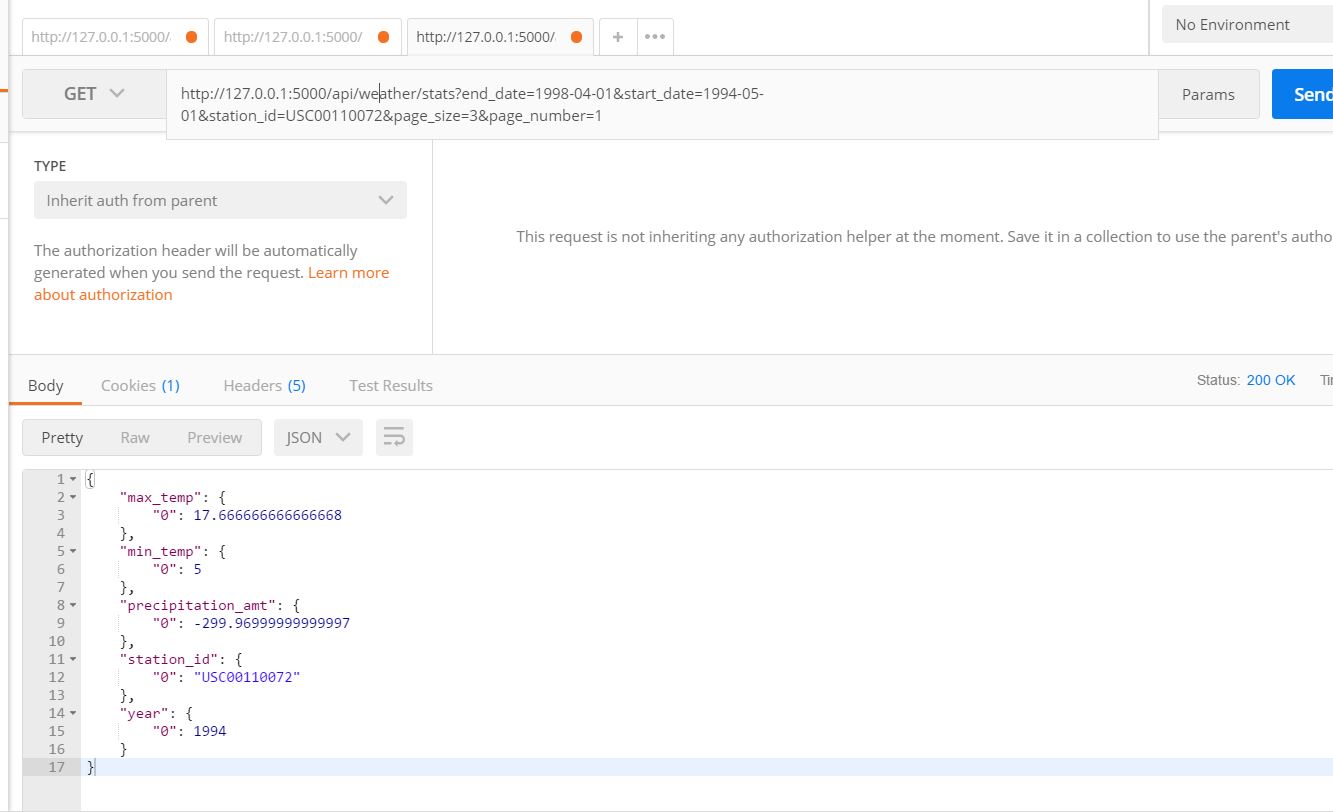 http://127.0.0.1:5000/
http://127.0.0.1:5000/
http://127.0.0.1:5000/
+
•••
No Environment
GET
http://127.0.0.1:5000/api/weather/stats?end_date=1998-04-01&start_date=1994-05-
01&station_id=USC00110072&page_size=3&page_number=1
Params
Send
TYPE
Inherit auth from parent
The authorization header will be automatically
generated when you send the request. Learn more
about authorization
This request is not inheriting any authorization helper at the moment. Save it in a collection to use the parent's autho
Body
Cookies (1)
Headers (5)
Test Results
Status: 200 OK
Tir
Pretty
Raw
Preview
JSON
1 {
2 "max_temp": {
3 "0": 17.666666666666668
4 },
5 "min_temp": {
6 "0": 5
7 },
8 "precipitation_amt": {
9 "0": -299.96999999999997
10 },
11 "station_id": {
12 "0": "USC00110072"
13 },
14 "year": {
15 "0": 1994
16 }
17 }